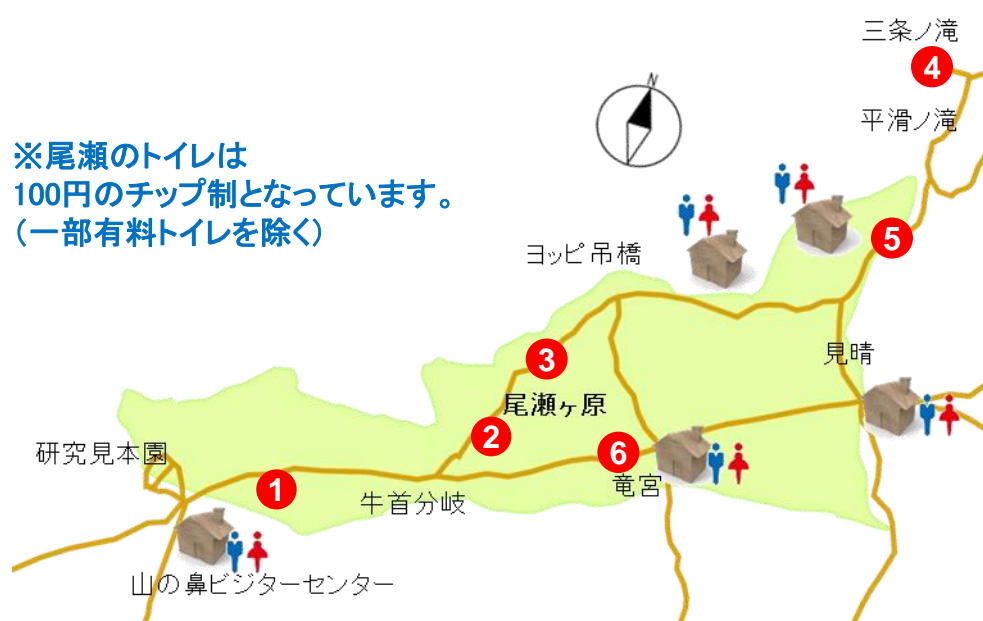 三条ノ滝
4
平滑ノ滝
N
※尾瀬のトイレは
100円のチップ制となっています。
（一部有料トイレを除く）
5
ヨッピ吊橋
3
見晴
尾瀬ヶ原
2
研究見本園
6
1
竜宮
牛首分岐
山の鼻ビジターセンター